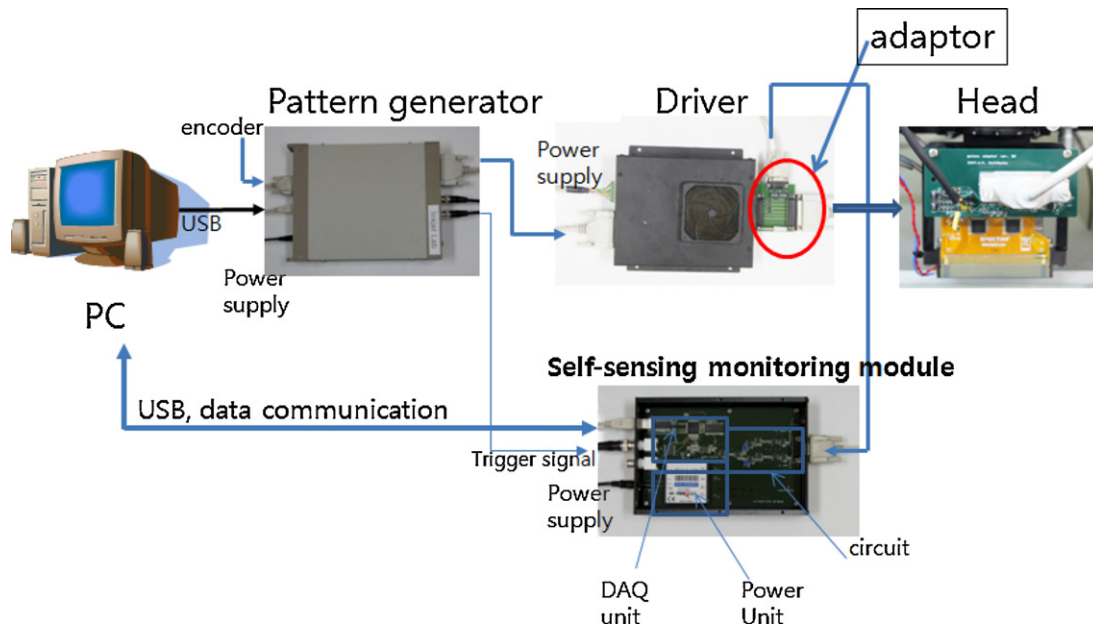 adaptor
Pattern generator
Driver
Head
encoder
Power
supply
USB
Power
supply
PC
Self-sensing monitoring module
USB, data communication
Trigger signal
Power
supply
circuit
DAQ
unit
Power
Unit